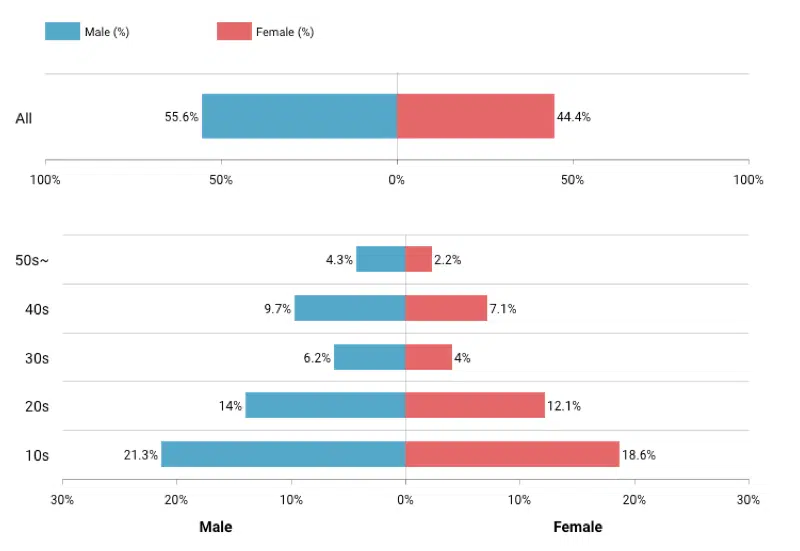 Male (%) Female (%)
All 55.6% 44.4%
100% 50% 0% 50% 100%
50s~ 4.3% 2.2%
40s 9.7% 7.1%
30s 6.2% 4%
20s 14% 12.1%
10s 21.3% 18.6%
30% 20% 10% 0% 10% 20% 30%
Male Female